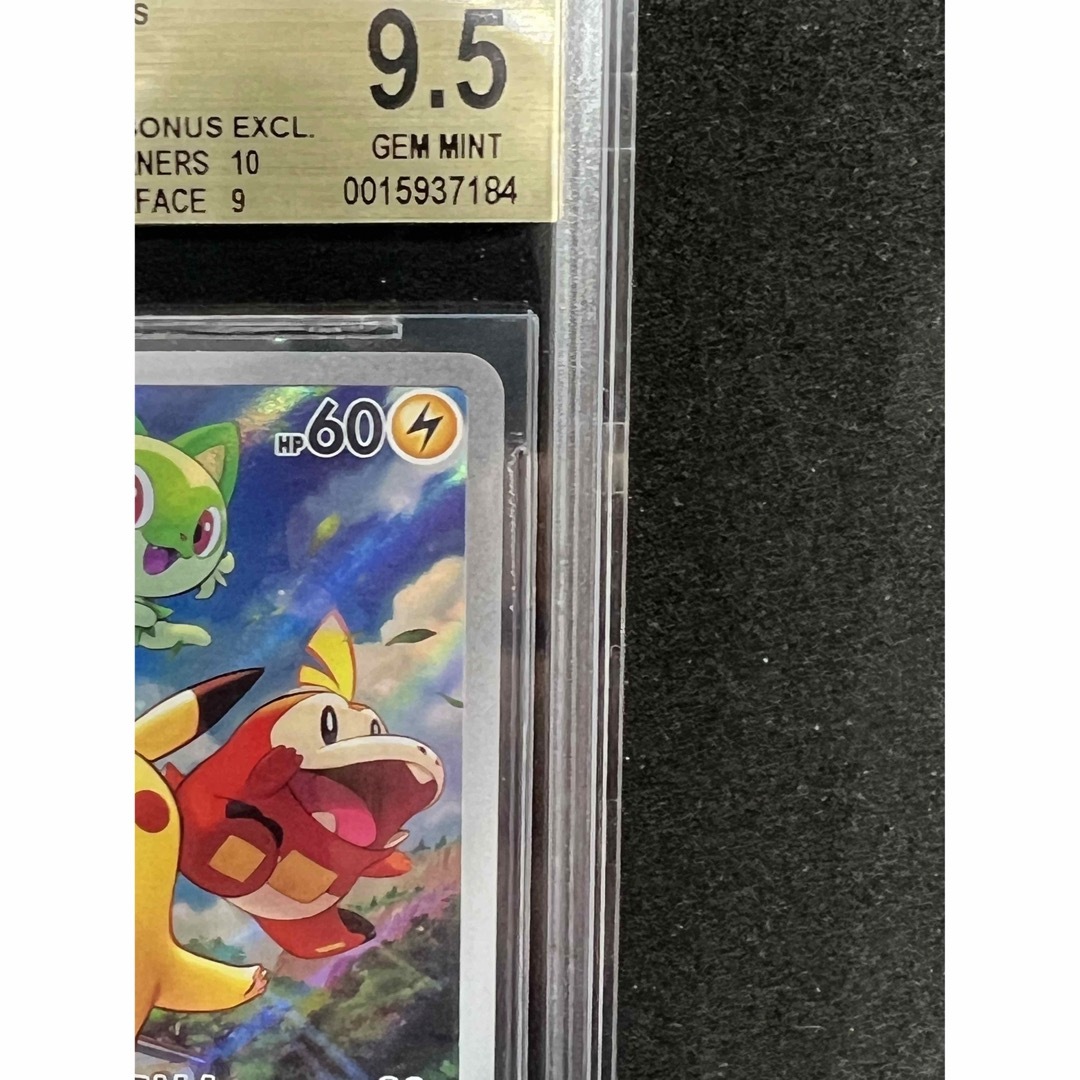 S
9.5
BONUS EXCL.
GEM MINT
NERS 10
FACE 9
0015937184
HP60